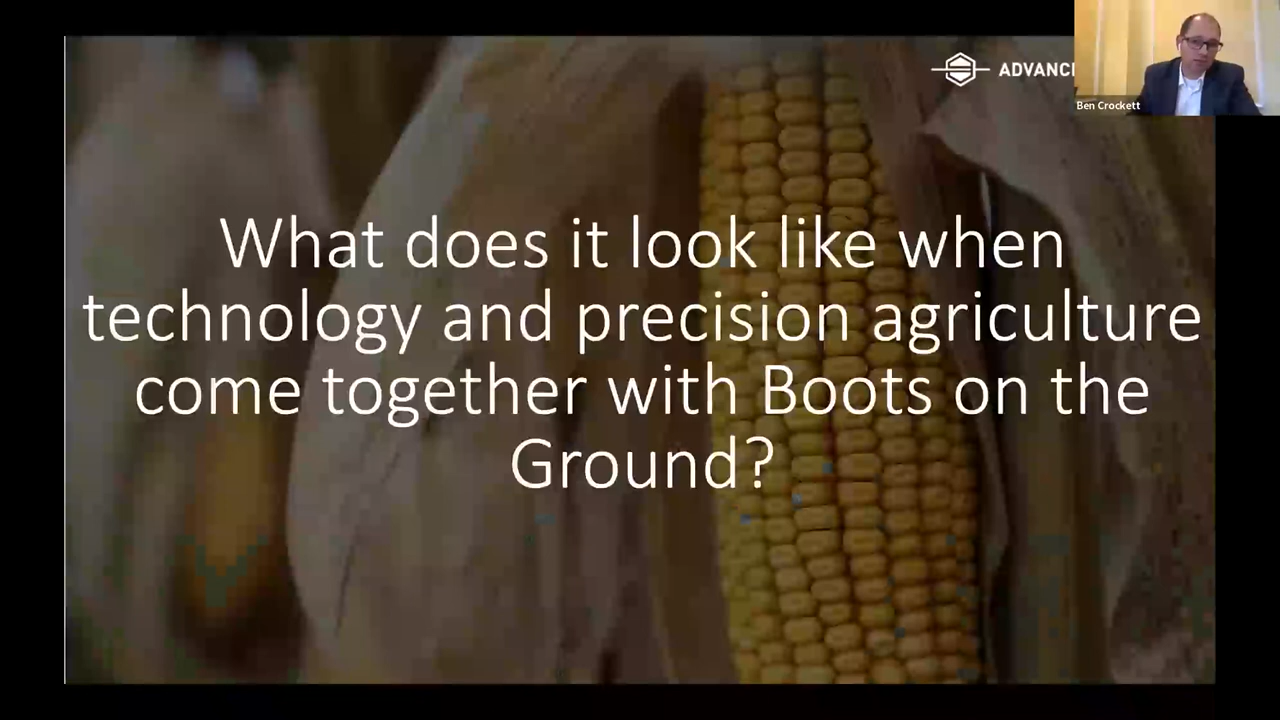 Ben Crockett
What does it look like when
technology and precision agriculture
come together with Boots on the
Ground?